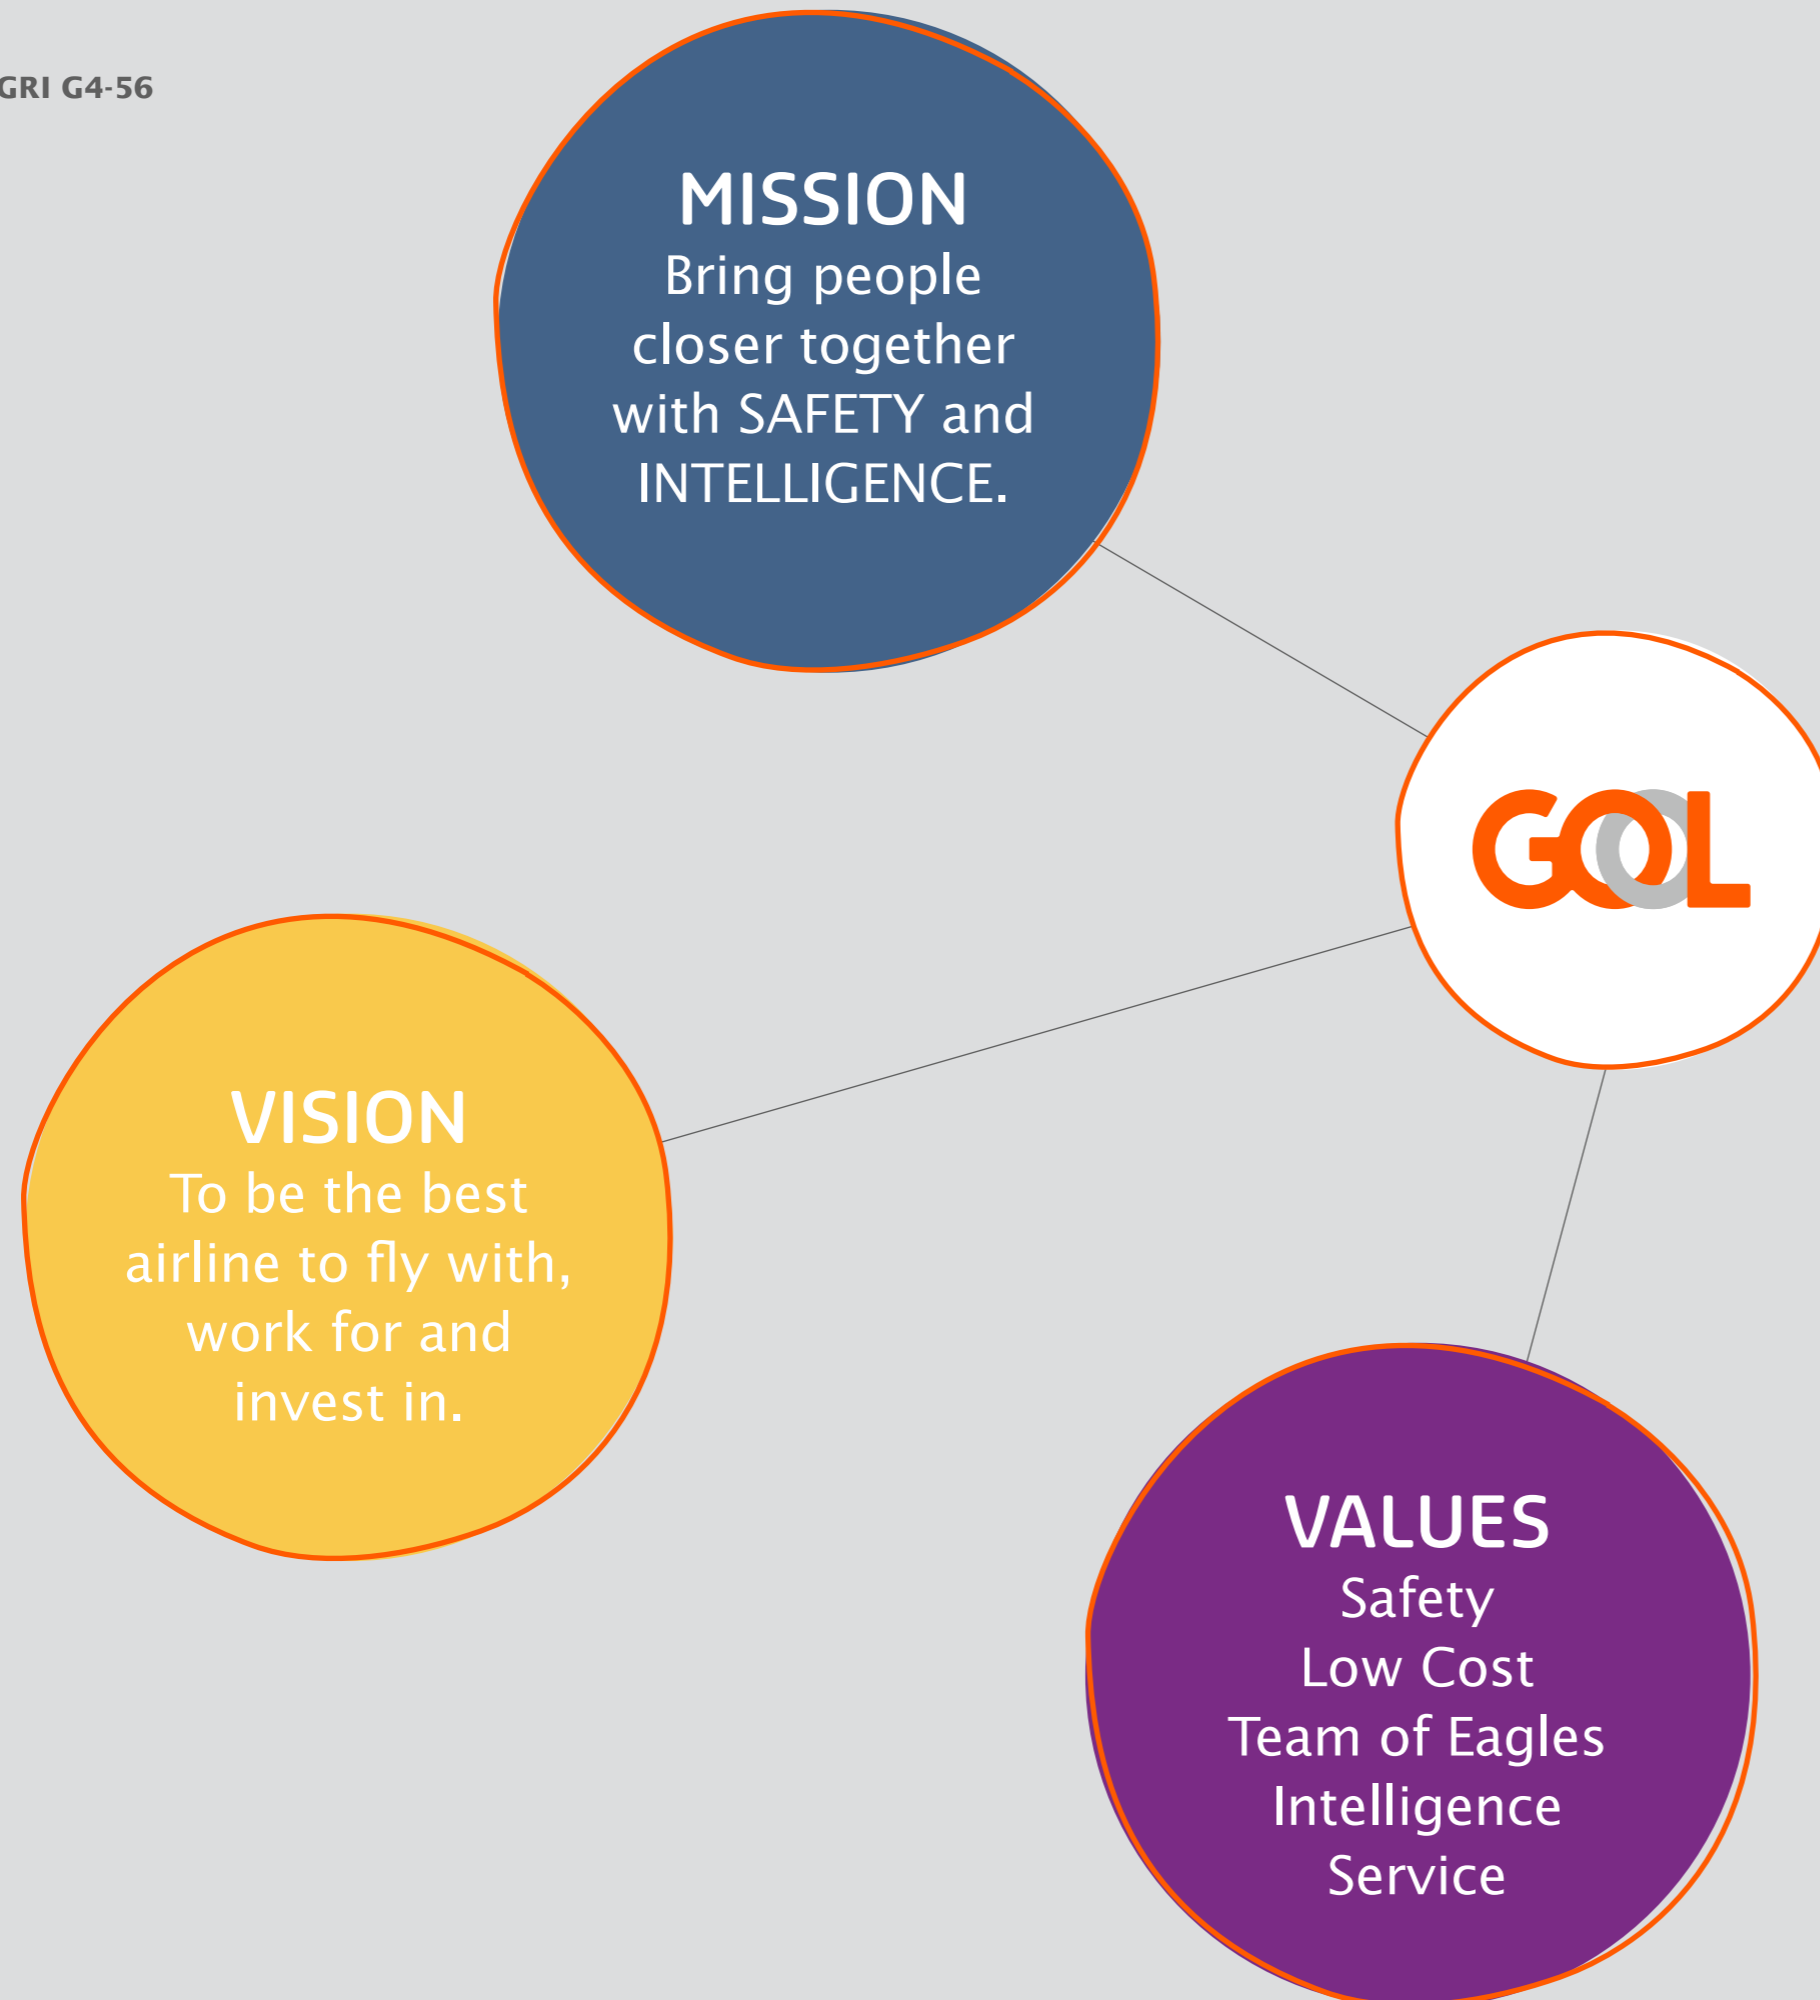 GRI G4-56
MISSION
Bring people
closer together
with SAFETY and
INTELLIGENCE.
GOL
VISION
To be the best
airline to fly with,
work for and
invest in.
VALUES
Safety
Low Cost
Team of Eagles
Intelligence
Service